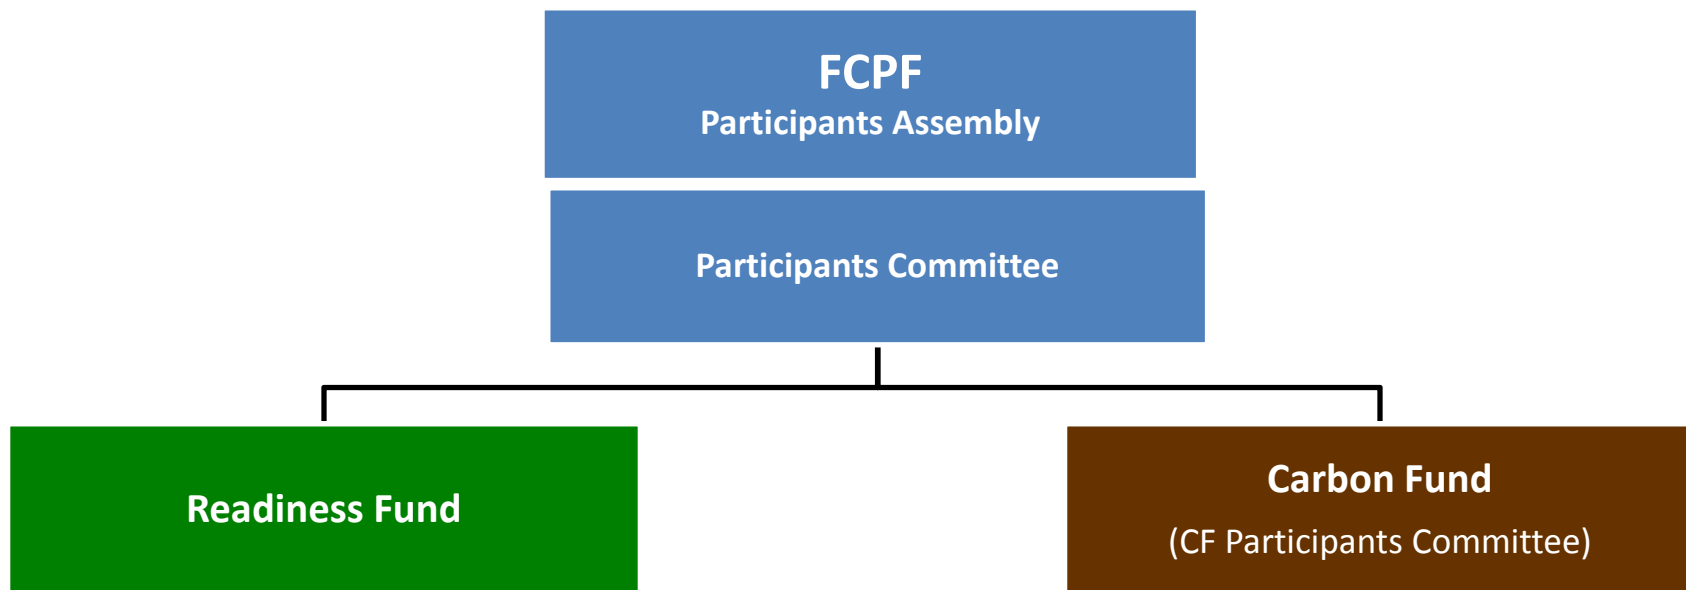 FCPF
Participants Assembly
Participants Committee
Readiness Fund
Carbon Fund
(CF Participants Committee)